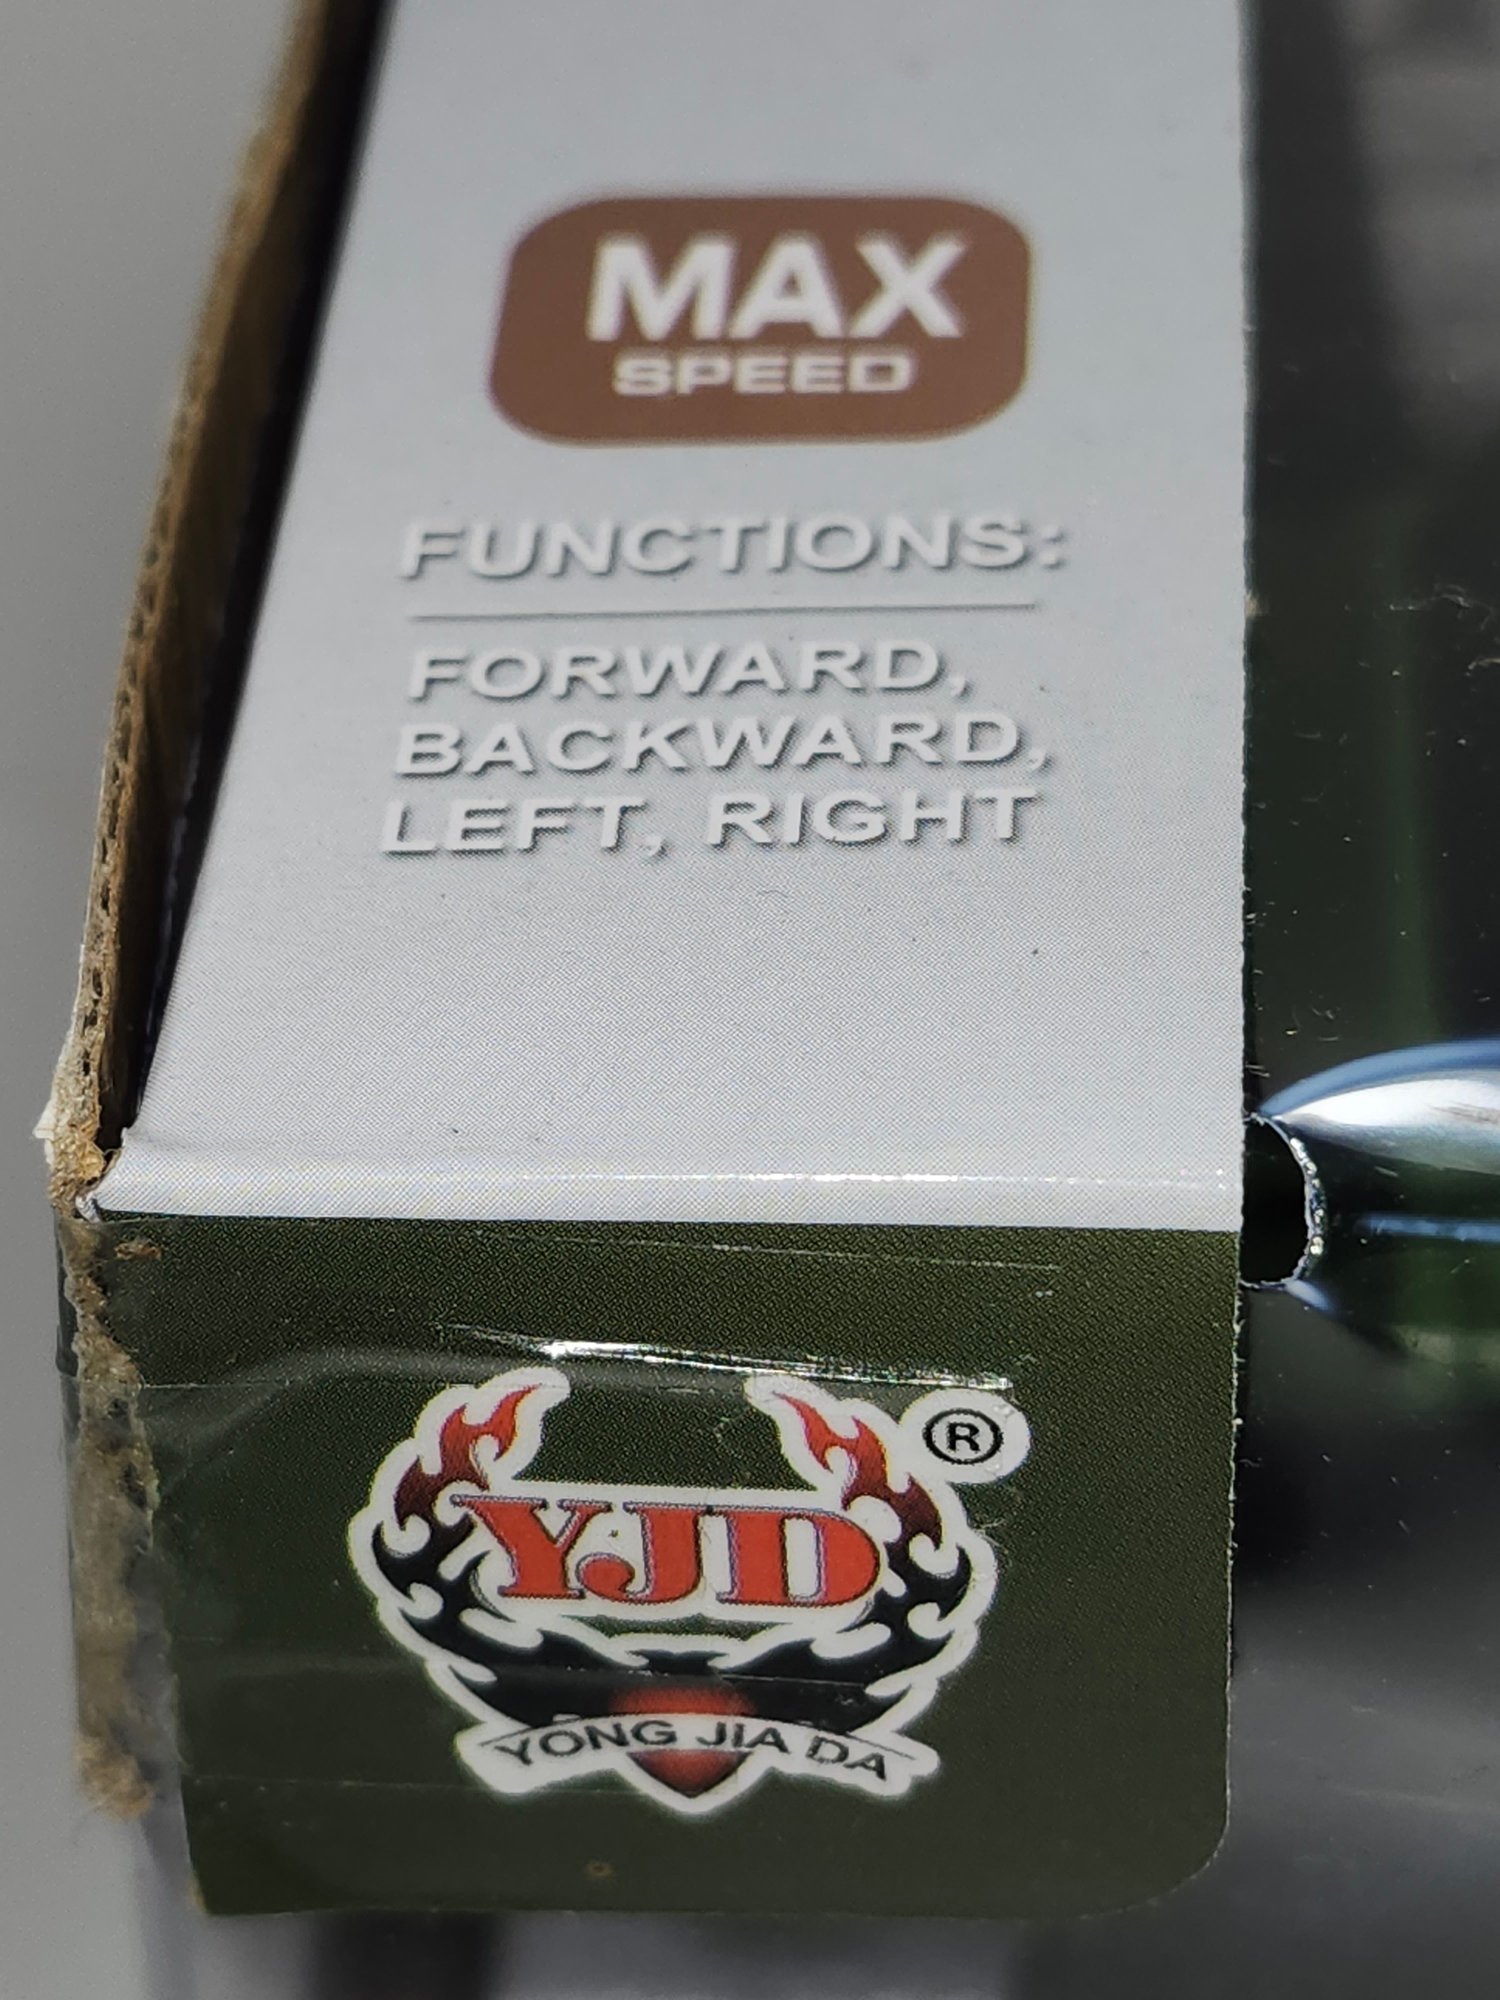 MAX
SPEED
FUNCTIONS:
FORWARD,
BACKWARD,
LEFT, RIGHT
®
YJD
YONG JIA DA